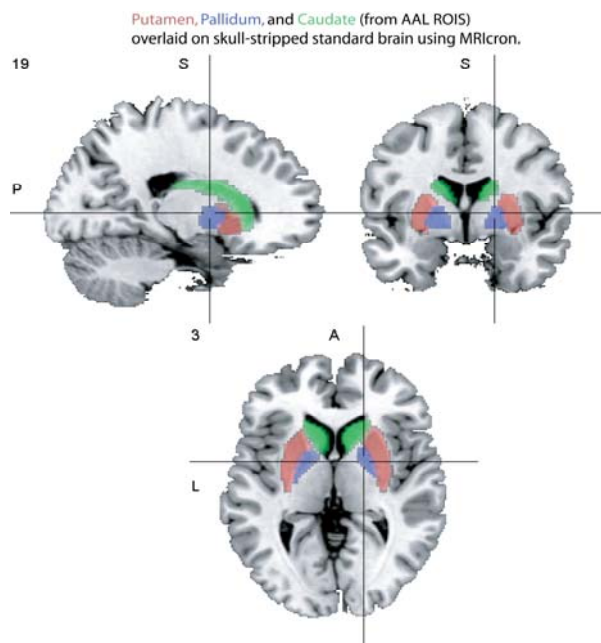 Putamen, Pallidum, and Caudate (from AAL ROIS)
overlaid on skull-stripped standard brain using MRIcron.
19 S S
P
3 A
L